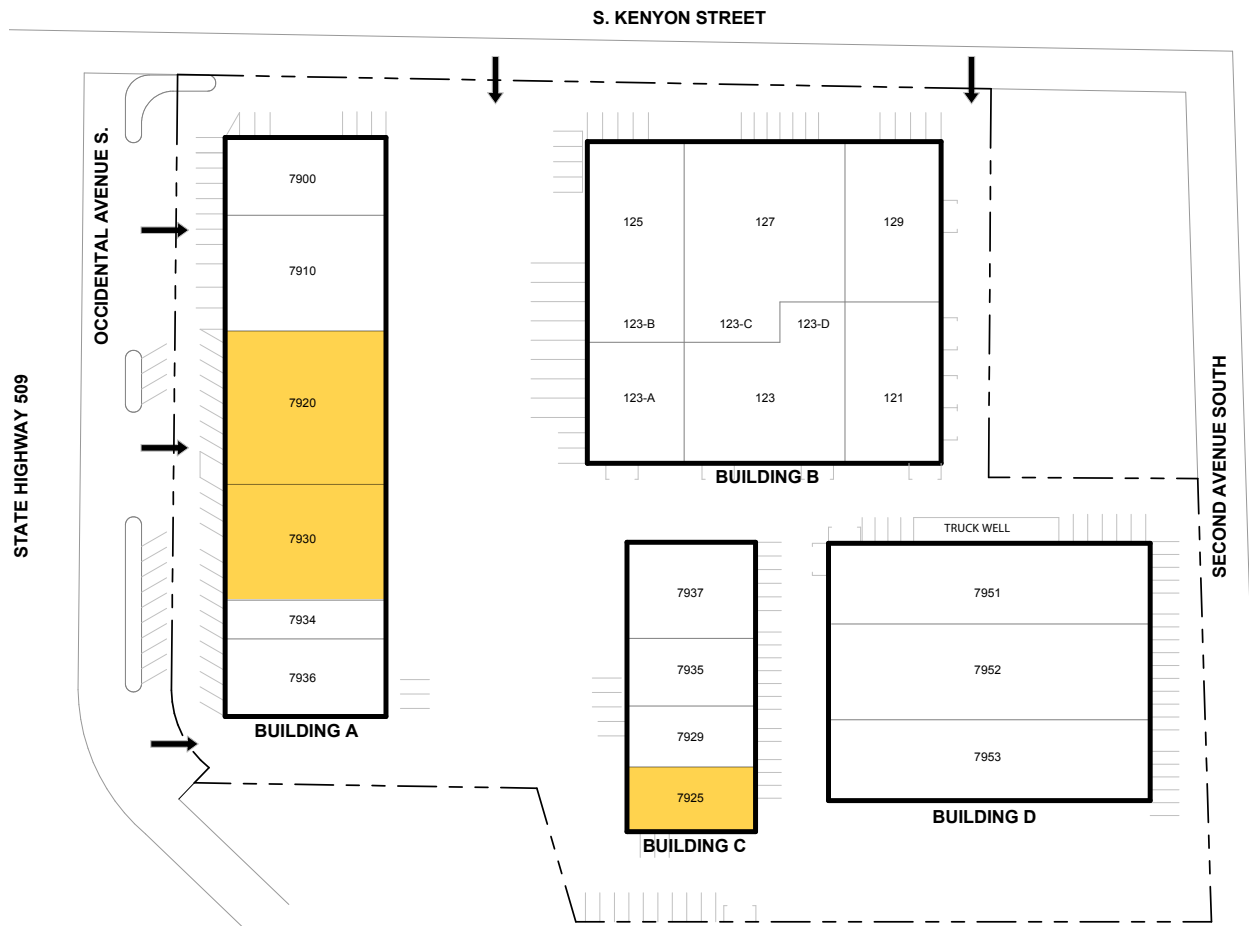 S. KENYON STREET
OCCIDENTAL AVENUE S.
STATE HIGHWAY 509
7900
7910
7920
7930
7934
7936
BUILDING A
125
127
129
123-B
123-C
123-D
123-A
123
121
BUILDING B
SECOND AVENUE SOUTH
7937
7935
7929
7925
BUILDING C
TRUCK WELL
7951
7952
7953
BUILDING D